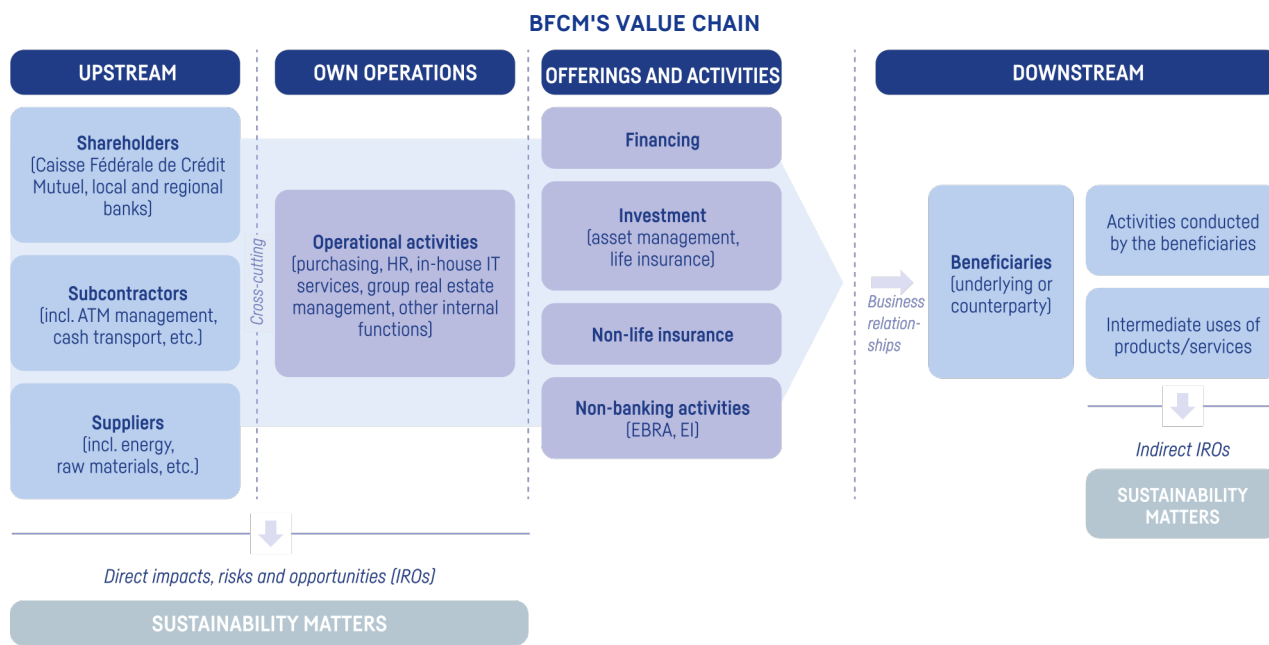 BFCM'S VALUE CHAIN
UPSTREAM
OWN OPERATIONS
OFFERINGS AND ACTIVITIES
DOWNSTREAM
Shareholders
(Caisse Fédérale de Crédit
Mutuel, local and regional
banks)
Subcontractors
(incl. ATM management,
cash transport, etc.)
Suppliers
(incl. energy,
raw materials, etc.)
Cross-cutting
Operational activities
(purchasing, HR, in-house IT
services, group real estate
management, other internal
functions)
Financing
Investment
(asset management,
life insurance)
Non-life insurance
Non-banking activities
(EBRA, EI)
Business
relation-
ships
Beneficiaries
(underlying or
counterparty)
Activities conducted
by the beneficiaries
Intermediate uses of
products/services
Indirect IROs
SUSTAINABILITY
MATTERS
Direct impacts, risks and opportunities (IROs)
SUSTAINABILITY MATTERS